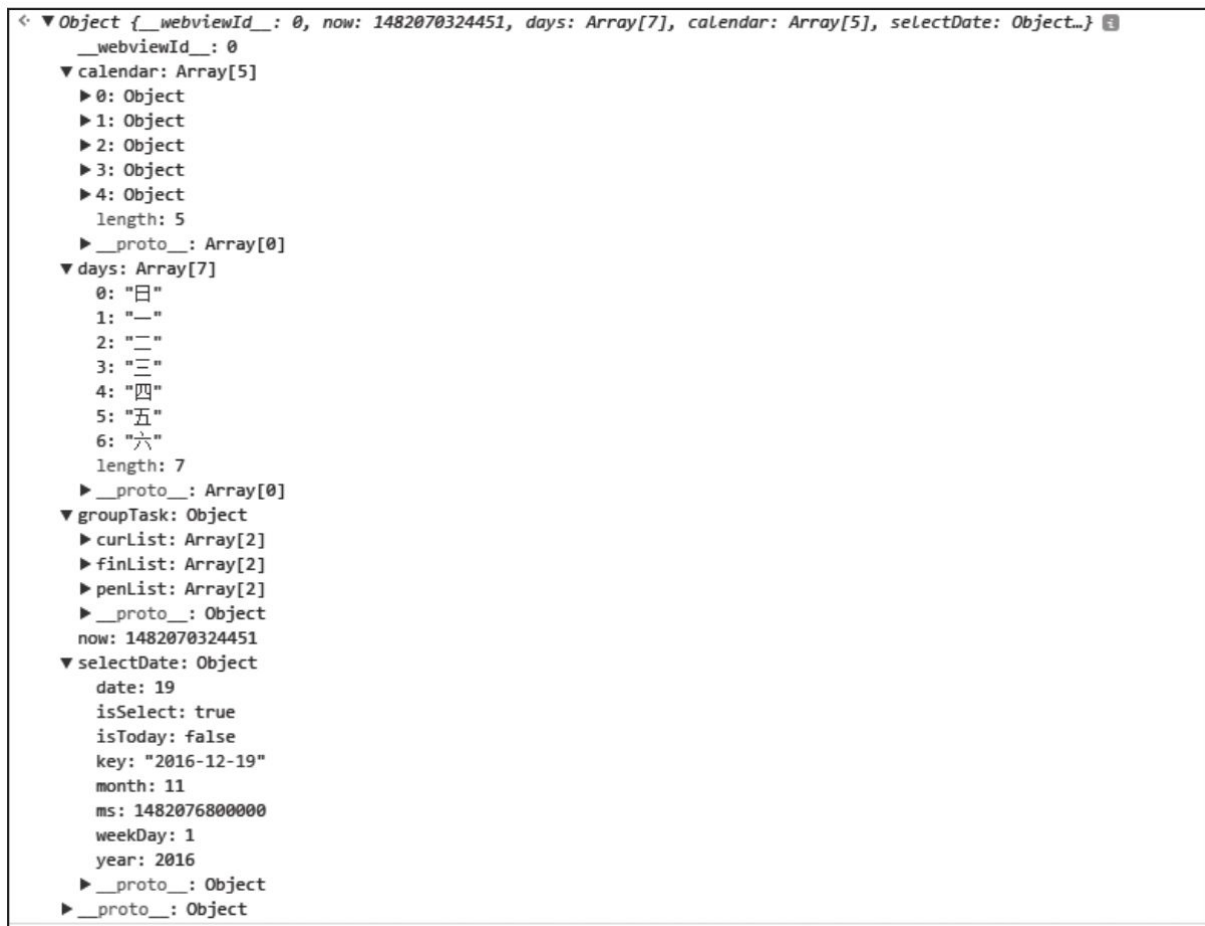 Object {__webviewId__: 0, now: 1482070324451, days: Array[7], calendar: Array[5], selectDate: Object…}
__webviewId__: 0
calendar: Array[5]
0: Object
1: Object
2: Object
3: Object
4: Object
length: 5
__proto__: Array[0]
days: Array[7]
0: "日"
1: "一"
2: "二"
3: "三"
4: "四"
5: "五"
6: "六"
length: 7
__proto__: Array[0]
groupTask: Object
curList: Array[2]
finList: Array[2]
penList: Array[2]
__proto__: Object
now: 1482070324451
selectDate: Object
date: 19
isSelect: true
isToday: false
key: "2016-12-19"
month: 11
ms: 1482076800000
weekDay: 1
year: 2016
__proto__: Object
__proto__: Object